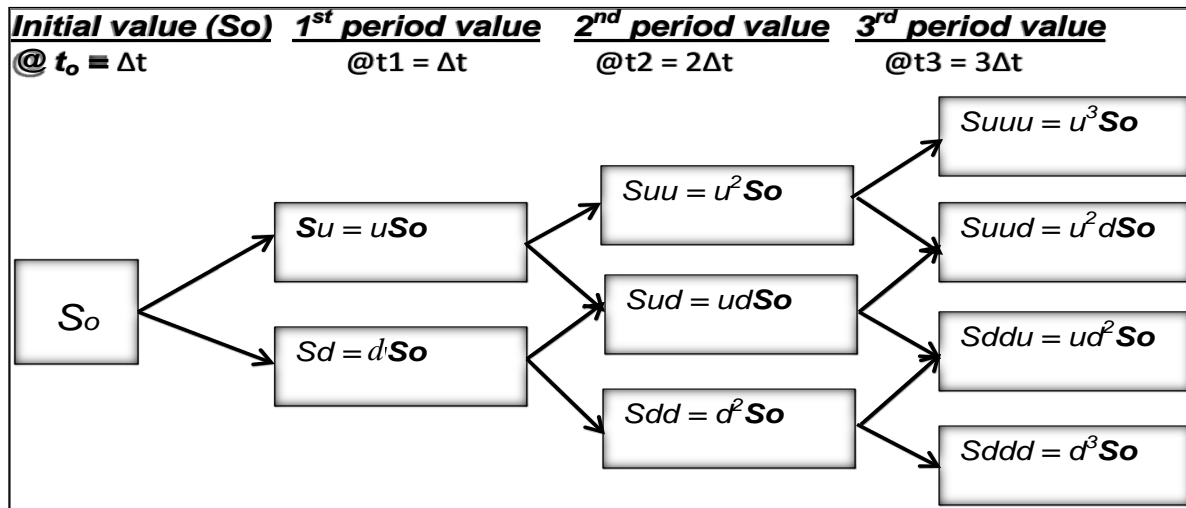 Initial value (So) 1st period value 2nd period value 3rd period value
@ to = Δt @t1 = Δt @t2 = 2Δt @t3 = 3Δt
Suuu = u³So
Suu = u²So
Su = uSo
Suud = u²dSo
So
Sud = udSo
Sd = dSo
Sddu = ud²So
Sdd = d²So
Sddd = d³So